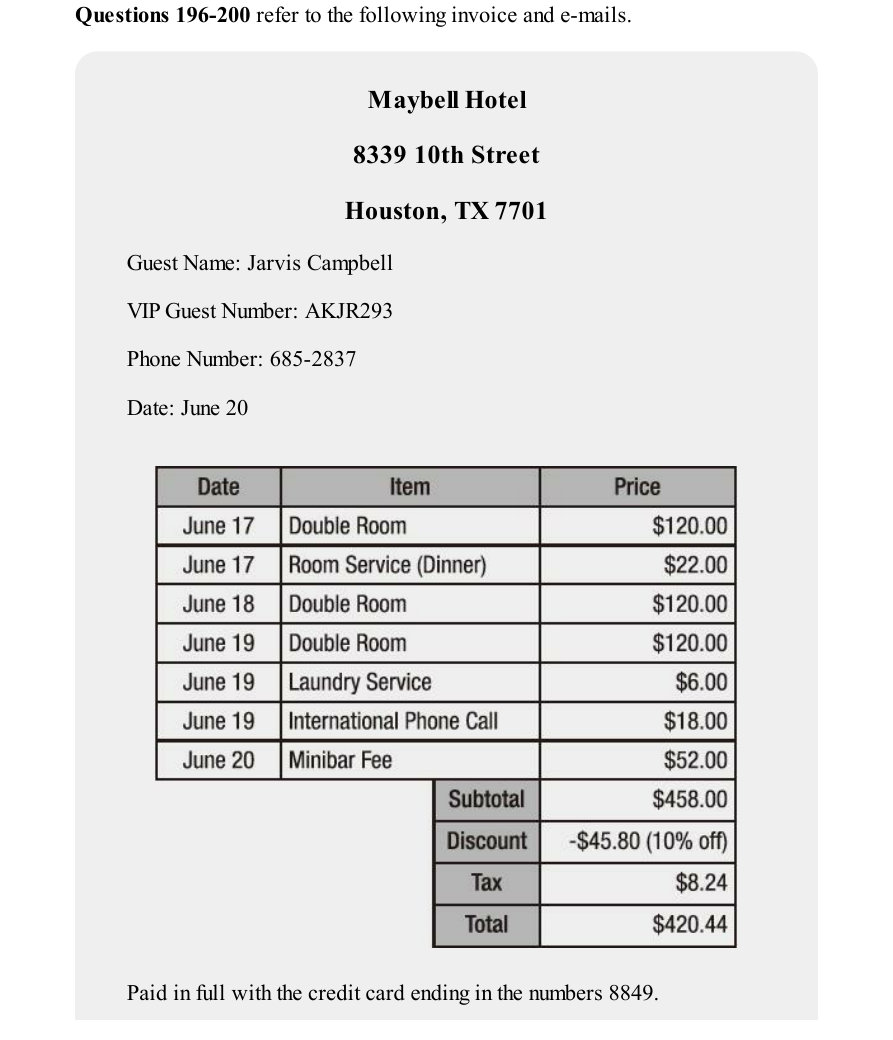 Questions 196-200 refer to the following invoice and e-mails.
Maybell Hotel
8339 10th Street
Houston, TX 7701
Guest Name: Jarvis Campbell
VIP Guest Number: AKJR293
Phone Number: 685-2837
Date: June 20
Date Item Price
June 17 Double Room $120.00
June 17 Room Service (Dinner) $22.00
June 18 Double Room $120.00
June 19 Double Room $120.00
June 19 Laundry Service $6.00
June 19 International Phone Call $18.00
June 20 Minibar Fee $52.00
Subtotal $458.00
Discount -$45.80 (10% off)
Tax $8.24
Total $420.44
Paid in full with the credit card ending in the numbers 8849.